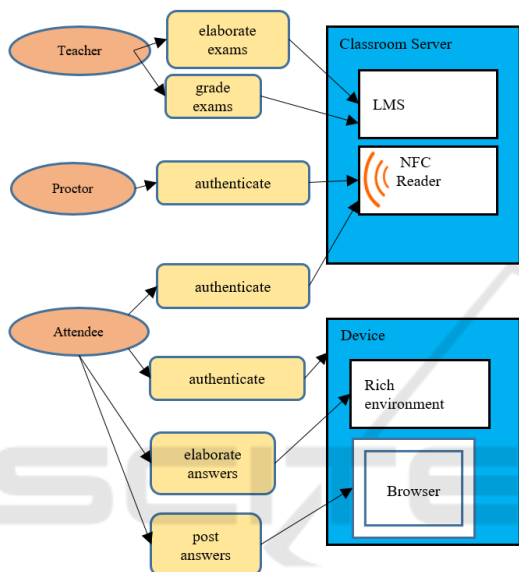 elaborate
exams
Teacher
Classroom Server
grade
exams
LMS
NFC
Reader
Proctor
authenticate
authenticate
Attendee
Device
authenticate
Rich
environment
elaborate
answers
Browser
post
answers
SCITE